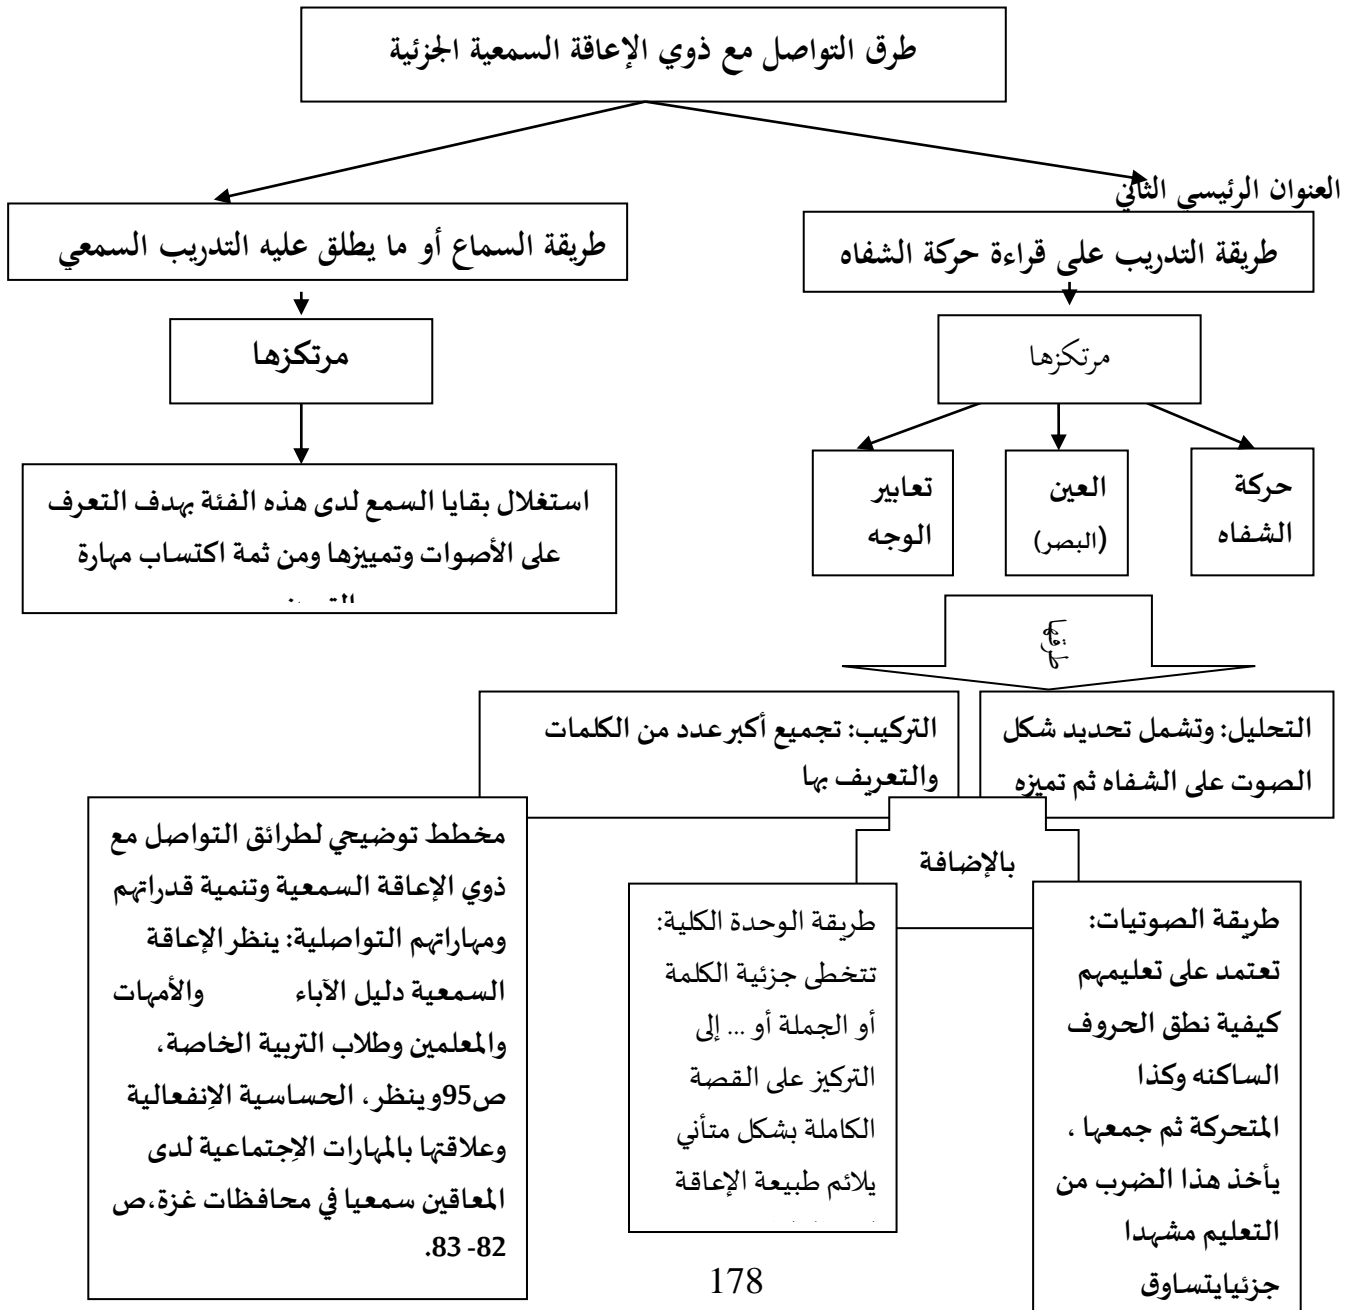 طرق التواصل مع ذوي الإعاقة السمعية الجزئية
العنوان الرئيسي الثاني
طريقة التدريب على قراءة حركة الشفاه
طريقة السماع أو ما يطلق عليه التدريب السمعي
مرتكزها
مرتكزها
حركة
الشفاه
العين
(البصر)
تعابير
الوجه
استغلال بقايا السمع لدى هذه الفئة بهدف التعرف
على الأصوات وتمييزها ومن ثمة اكتساب مهارة
طرقها
التحليل: وتشمل تحديد شكل
الصوت على الشفاه ثم تميزه
التركيب: تجميع أكبر عدد من الكلمات
والتعريف بها
بالإضافة
طريقة الصوتيات:
تعتمد على تعليمهم
كيفية نطق الحروف
الساكنه وكذا
المتحركة ثم جمعها ،
يأخذ هذا الضرب من
التعليم مشهدا
جزئيايتساوق
طريقة الوحدة الكلية:
تتخطى جزئية الكلمة
أو الجملة أو ... إلى
التركيز على القصة
الكاملة بشكل متأني
يلائم طبيعة الإعاقة
مخطط توضيحي لطرائق التواصل مع
ذوي الإعاقة السمعية وتنمية قدراتهم
ومهاراتهم التواصلية: ينظر الإعاقة
السمعية دليل الآباء والأمهات
والمعلمين وطلاب التربية الخاصة،
ص95وينظر، الحساسية الإنفعالية
وعلاقتها بالمهارات الإجتماعية لدى
المعاقين سمعيا في محافظات غزة،ص
82- 83.
178